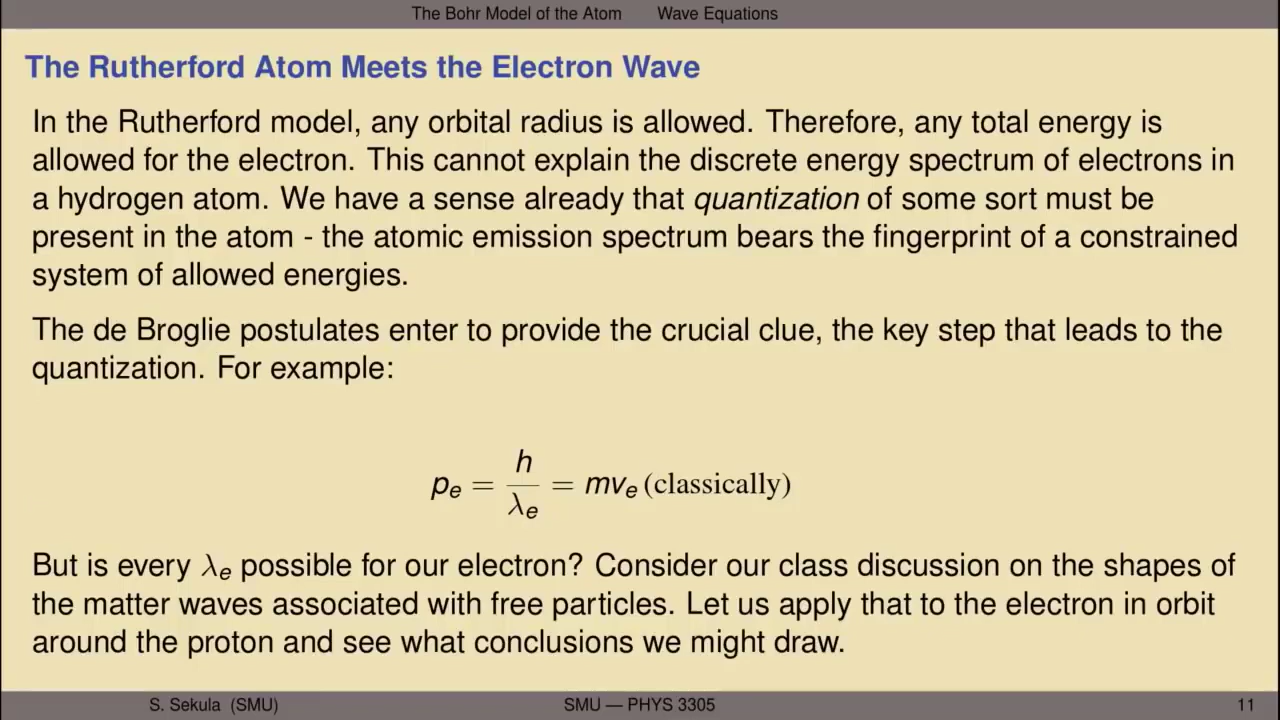 The Bohr Model of the Atom Wave Equations
The Rutherford Atom Meets the Electron Wave
In the Rutherford model, any orbital radius is allowed. Therefore, any total energy is
allowed for the electron. This cannot explain the discrete energy spectrum of electrons in
a hydrogen atom. We have a sense already that quantization of some sort must be
present in the atom - the atomic emission spectrum bears the fingerprint of a constrained
system of allowed energies.
The de Broglie postulates enter to provide the crucial clue, the key step that leads to the
quantization. For example:
pₑ = h/λₑ = mvₑ (classically)
But is every λₑ possible for our electron? Consider our class discussion on the shapes of
the matter waves associated with free particles. Let us apply that to the electron in orbit
around the proton and see what conclusions we might draw.
S. Sekula (SMU) SMU — PHYS 3305 11